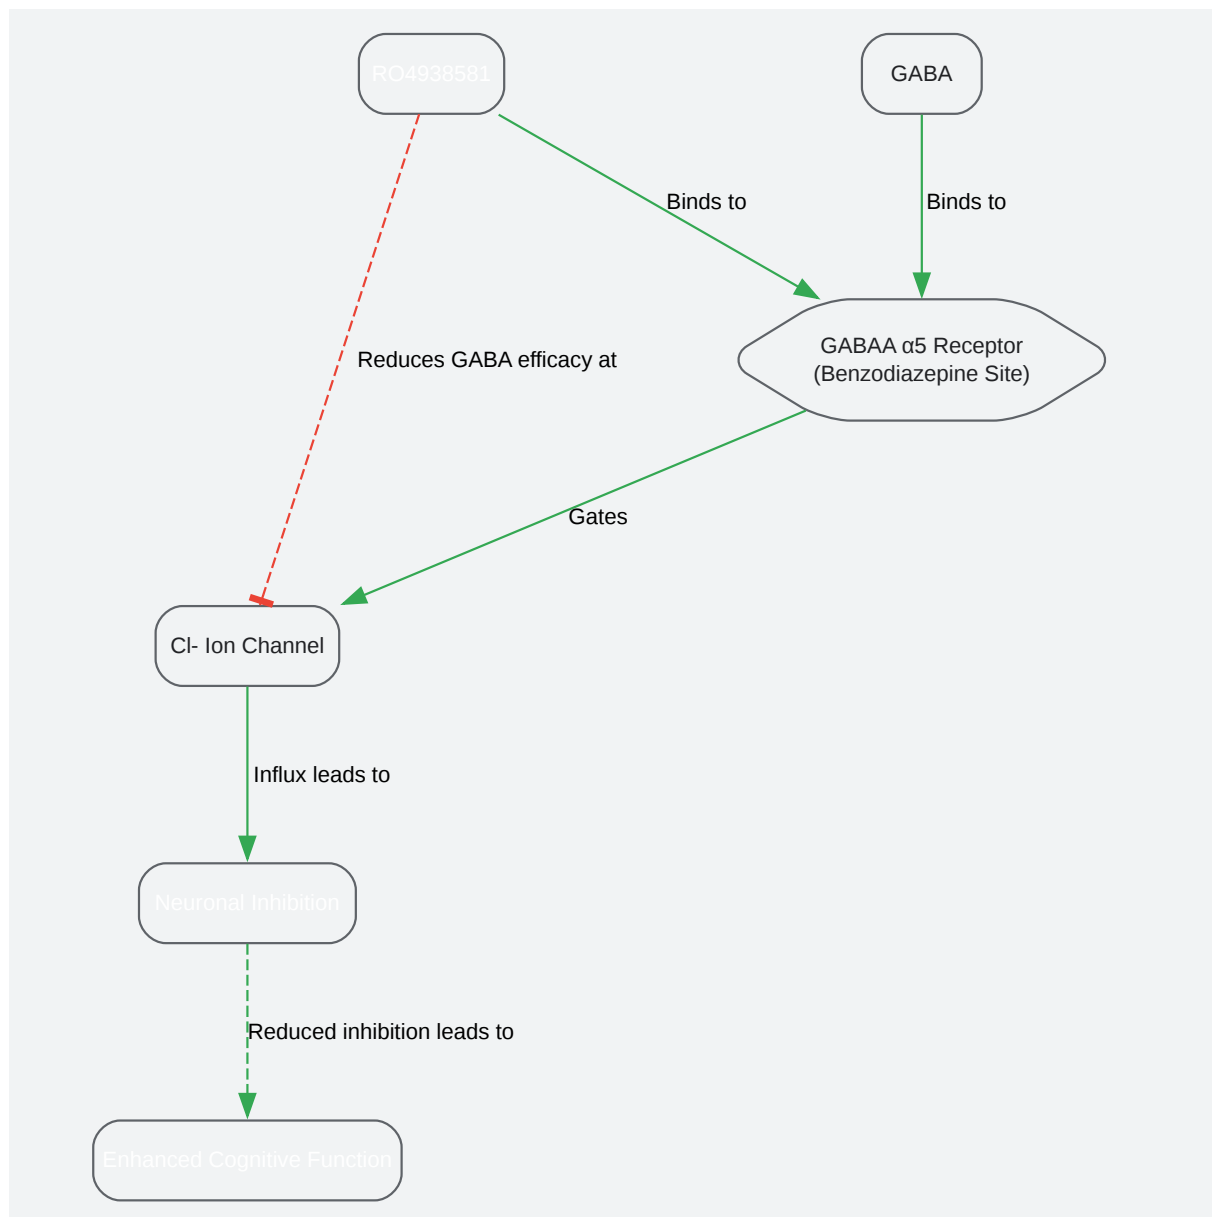 RO4938581
GABA
Binds to
Binds to
GABAA α5 Receptor
(Benzodiazepine Site)
Reduces GABA efficacy at
Gates
Cl- Ion Channel
Influx leads to
Neuronal Inhibition
Reduced inhibition leads to
Enhanced Cognitive Function